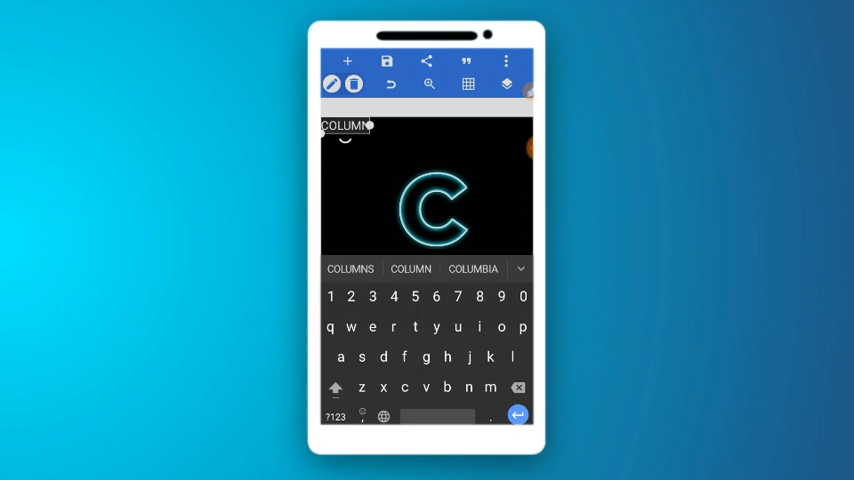 COLUMN
C
COLUMNS COLUMN COLUMBIA
1 2 3 4 5 6 7 8 9 0
q w e r t y u i o p
a s d f g h j k l
z x c v b n m
?123 , .